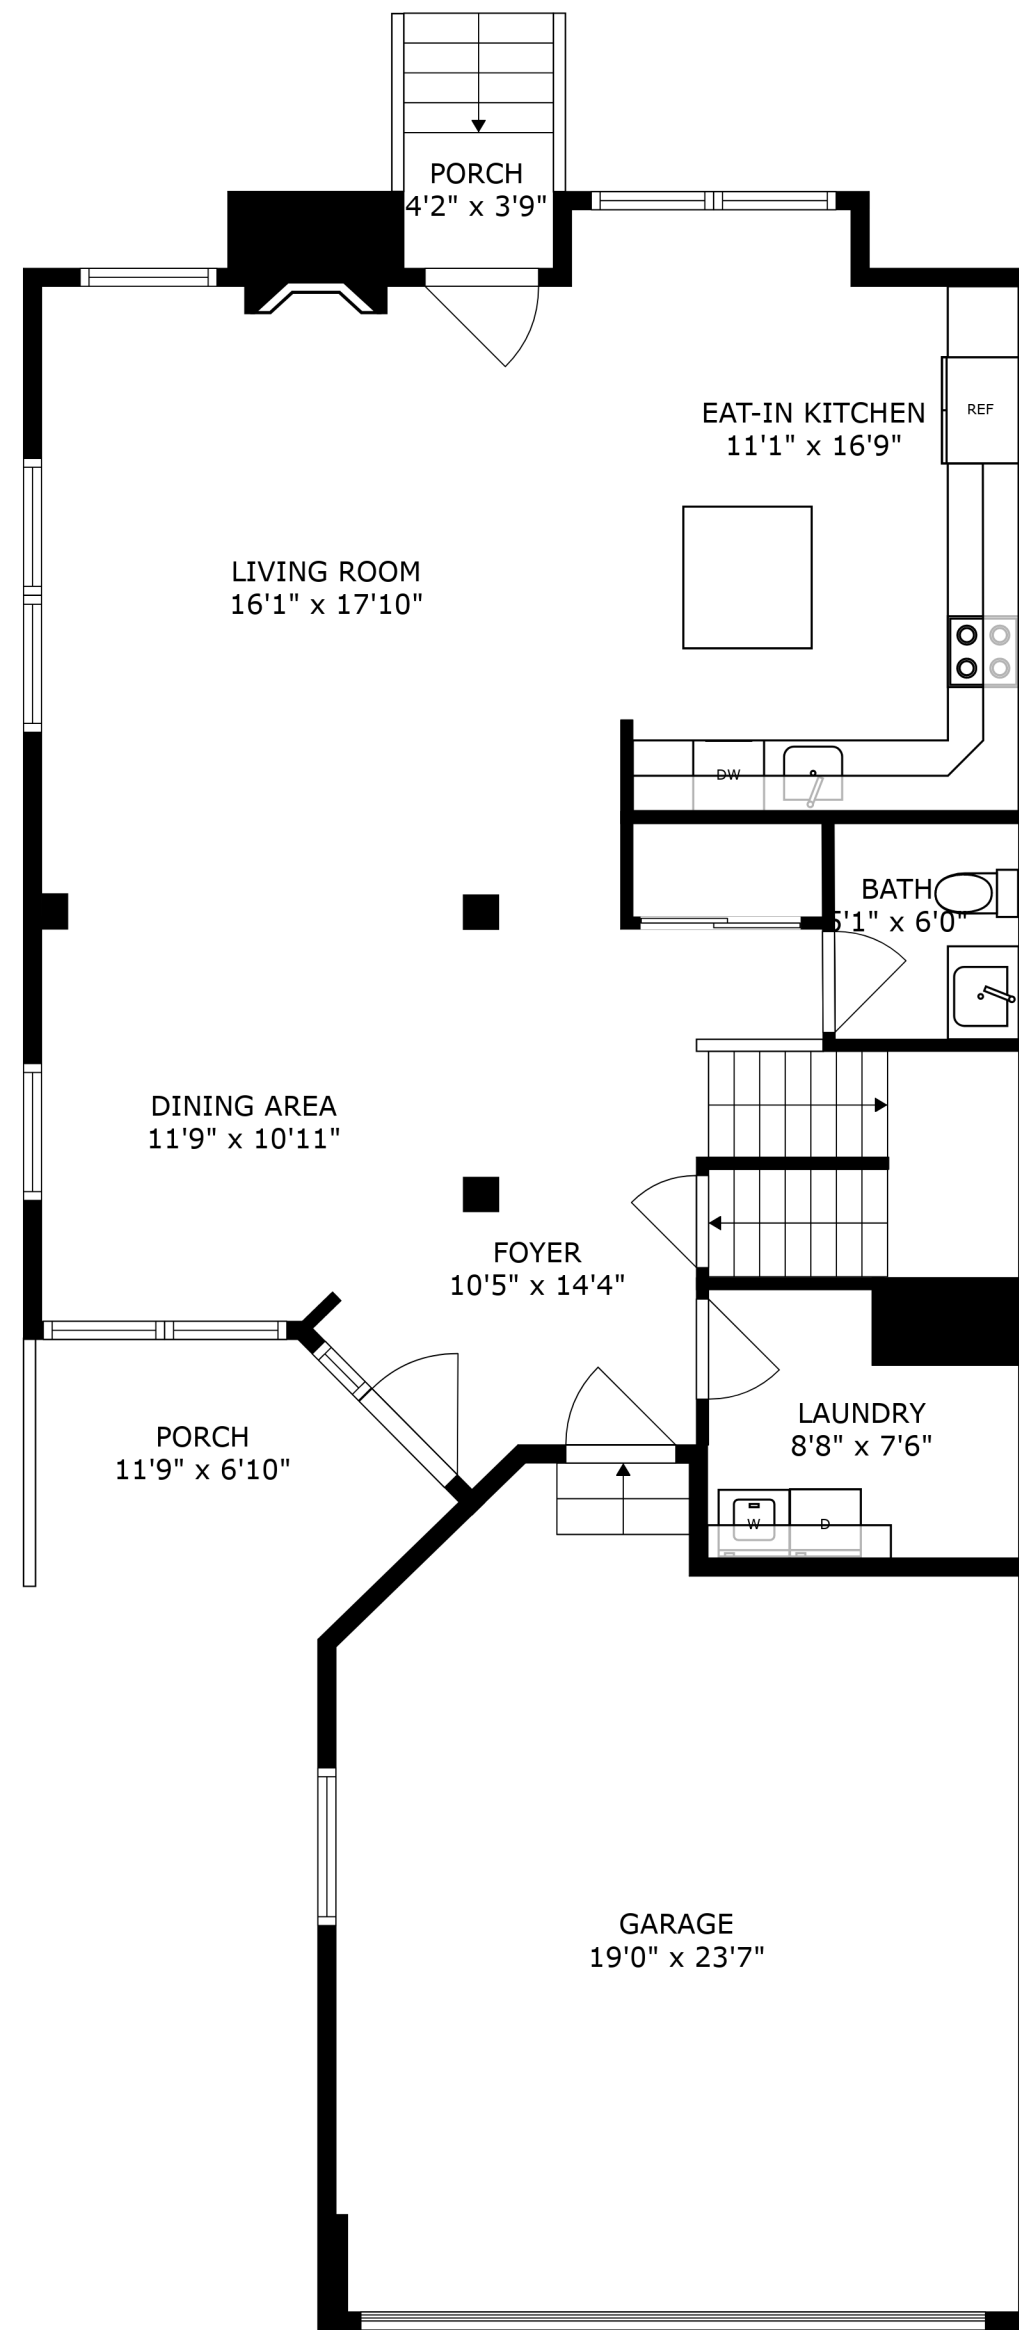 PORCH
4'2" x 3'9"
EAT-IN KITCHEN
11'1" x 16'9"
REF
LIVING ROOM
16'1" x 17'10"
DW
BATH
5'1" x 6'0"
DINING AREA
11'9" x 10'11"
FOYER
10'5" x 14'4"
PORCH
11'9" x 6'10"
LAUNDRY
8'8" x 7'6"
W
D
GARAGE
19'0" x 23'7"